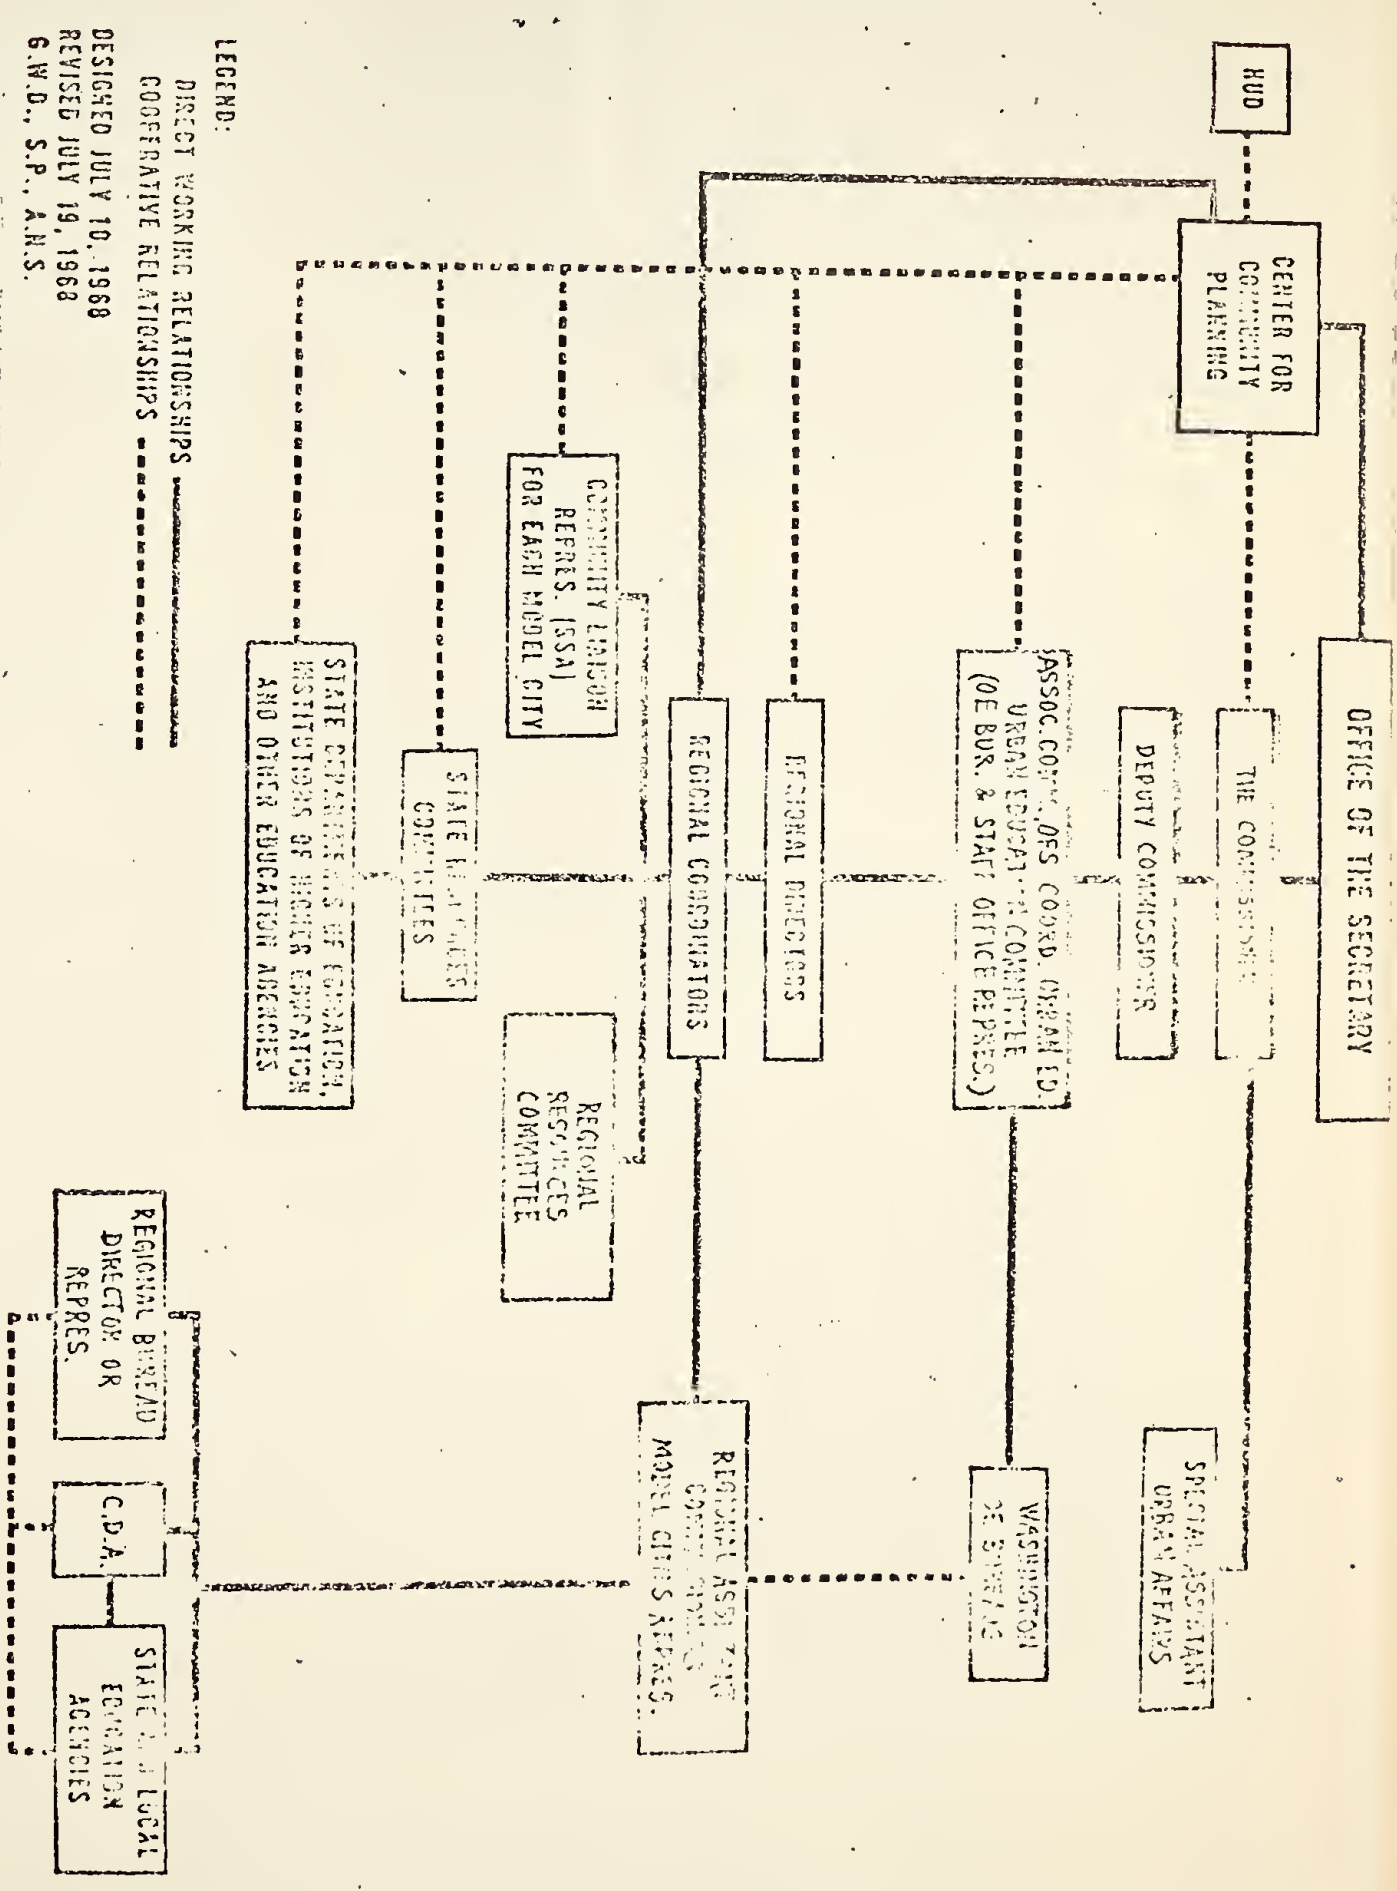 OFFICE OF THE SECRETARY
HUD
CENTER FOR
COMMUNITY
PLANNING
THE COMMISSIONER
DEPUTY COMMISSIONER
SPECIAL ASSISTANT
URBAN AFFAIRS
ASSOC. COMM., OFS COORD. URBAN ED.
URBAN EDUCATION COMMITTEE
(OE BUR. & STAFF OFFICE REPRES.)
WASHINGTON
OE
REGIONAL DIRECTORS
REGIONAL COORDINATORS
REGIONAL ASSISTANT
MODEL CITIES REPRES.
COMMUNITY LIAISON
REPRES. (SSA)
FOR EACH MODEL CITY
REGIONAL
RESOURCES
COMMITTEE
STATE
COMMITTEES
STATE DEPARTMENTS OF EDUCATION,
INSTITUTIONS OF HIGHER EDUCATION
AND OTHER EDUCATION AGENCIES
REGIONAL BUREAU
DIRECTOR OR
REPRES.
C.D.A.
STATE LOCAL
EDUCATION
AGENCIES
LEGEND:
DIRECT WORKING RELATIONSHIPS
COOPERATIVE RELATIONSHIPS
DESIGNED JULY 10, 1968
REVISED JULY 19, 1968
G.W.D., S.P., A.N.S.